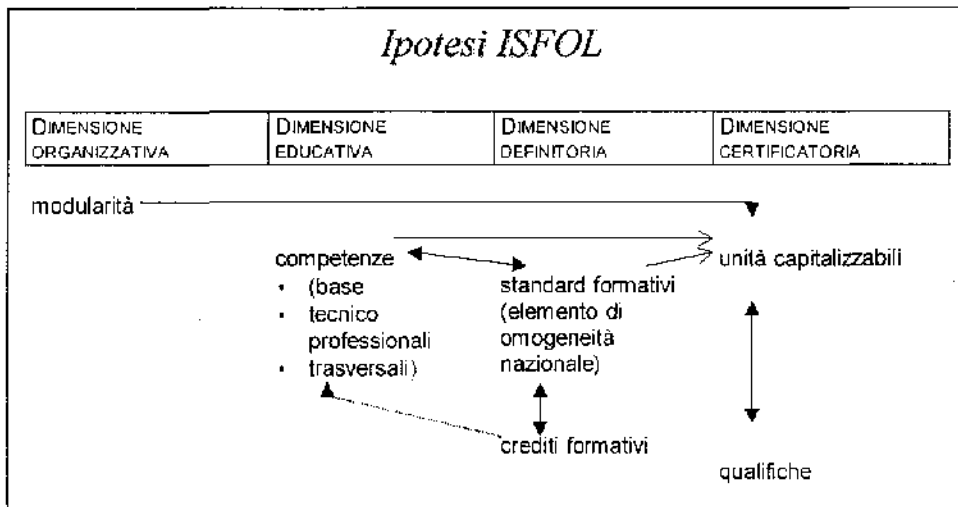 Ipotesi ISFOL
DIMENSIONE ORGANIZZATIVA
DIMENSIONE EDUCATIVA
DIMENSIONE DEFINITORIA
DIMENSIONE CERTIFICATORIA
modularità
competenze
• (base
• tecnico
professionali
• trasversali)
standard formativi
(elemento di
omogeneità
nazionale)
unità capitalizzabili
crediti formativi
qualifiche